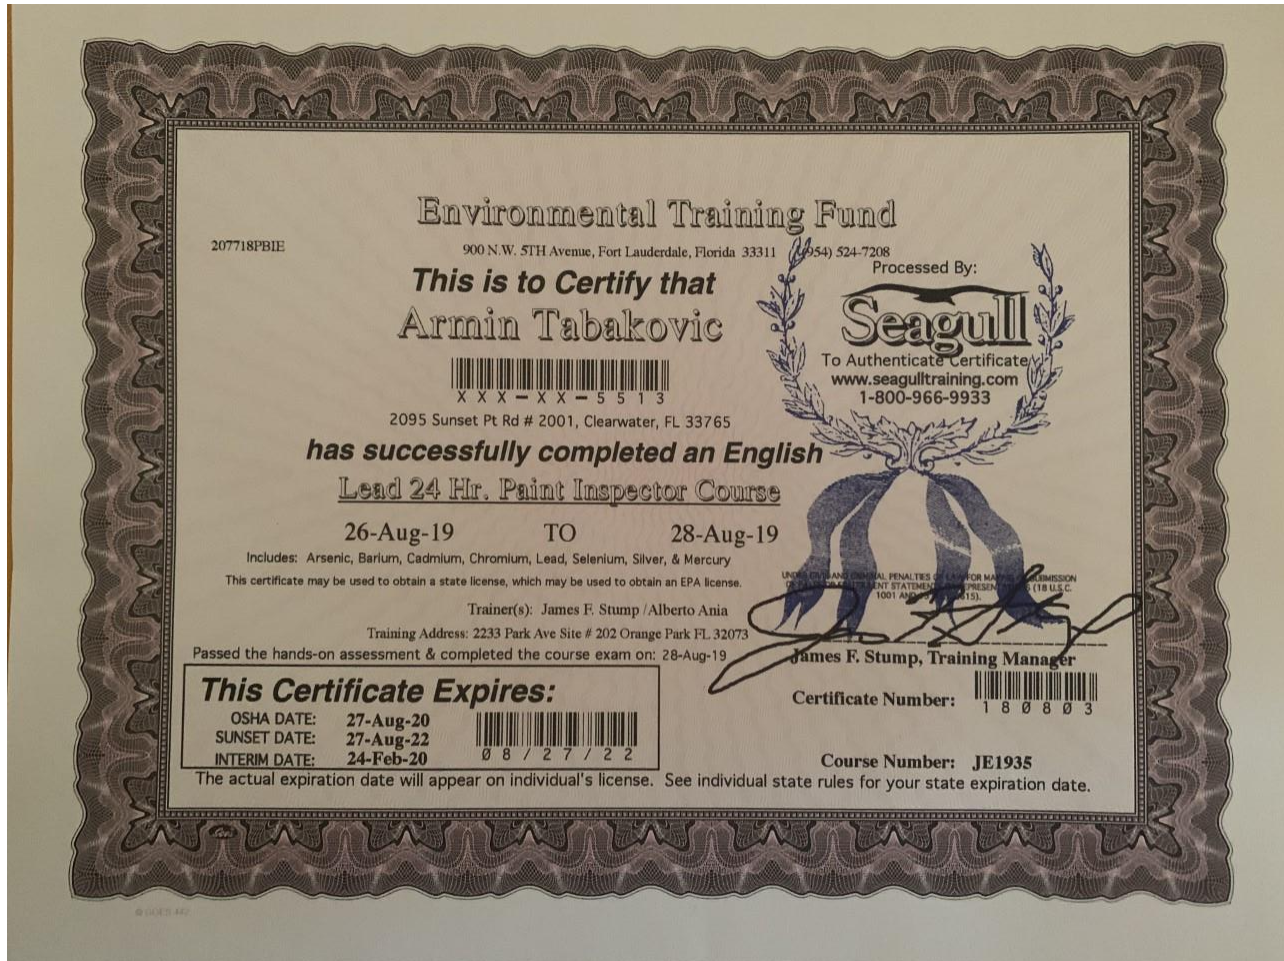 Environmental Training Fund
207718PBIE
900 N.W. 5TH Avenue, Fort Lauderdale, Florida 33311 (954) 524-7208
This is to Certify that
Armin Tabakovic
XXX-XX-5513
2095 Sunset Pt Rd # 2001, Clearwater, FL 33765
Processed By:
Seagull
To Authenticate Certificate
www.seagulltraining.com
1-800-966-9933
has successfully completed an English
Lead 24 Hr. Paint Inspector Course
26-Aug-19 TO 28-Aug-19
Includes: Arsenic, Barium, Cadmium, Chromium, Lead, Selenium, Silver, & Mercury
This certificate may be used to obtain a state license, which may be used to obtain an EPA license.
Trainer(s): James F. Stump /Alberto Ania
Training Address: 2233 Park Ave Site # 202 Orange Park FL 32073
Passed the hands-on assessment & completed the course exam on: 28-Aug-19
PENALTIES
(18 U.S.C.
1001 AND
James F. Stump, Training Manager
Certificate Number:
180803
This Certificate Expires:
OSHA DATE: 27-Aug-20
SUNSET DATE: 27-Aug-22
INTERIM DATE: 24-Feb-20
08/27/22
Course Number: JE1935
The actual expiration date will appear on individual's license. See individual state rules for your state expiration date.